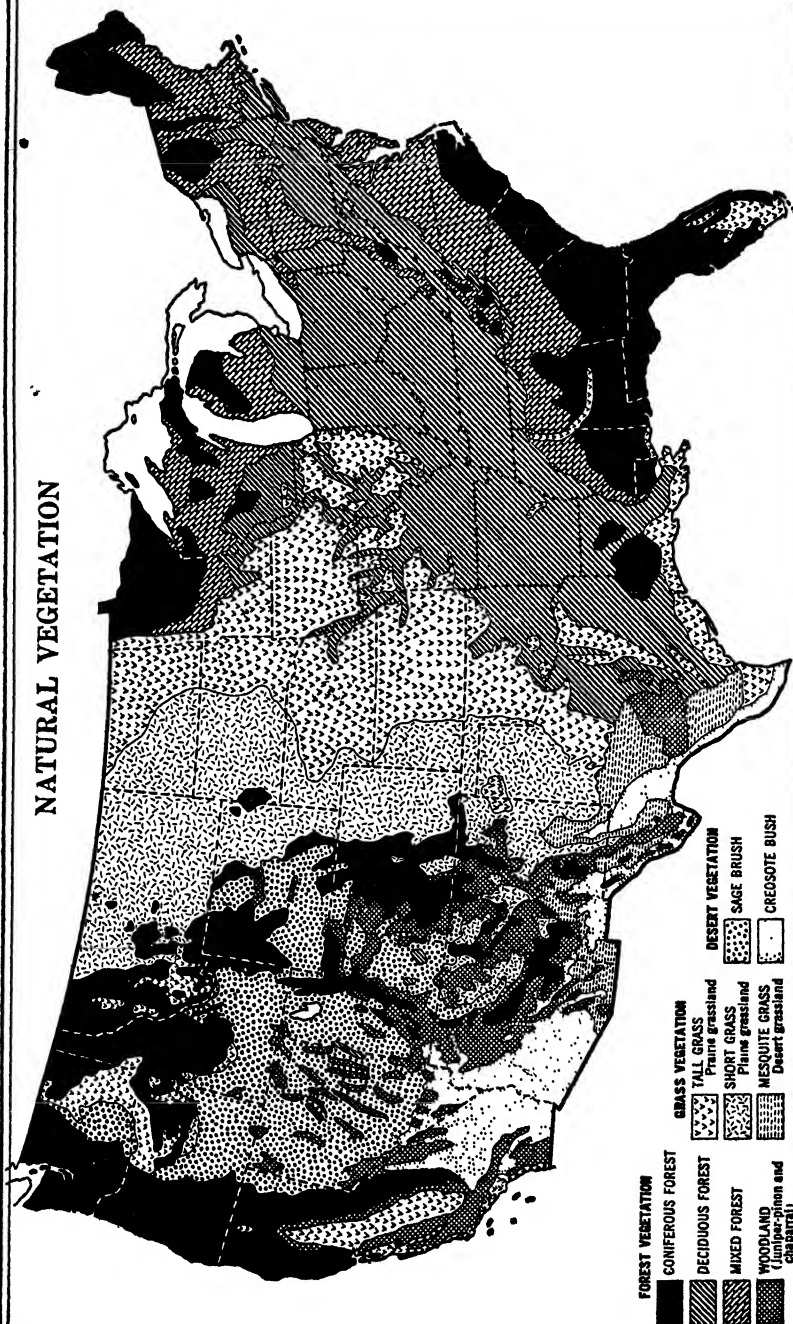 NATURAL VEGETATION
FOREST VEGETATION
CONIFEROUS FOREST
DECIDUOUS FOREST
MIXED FOREST
WOODLAND
(Juniper-pinon and
chaparral)
GRASS VEGETATION
TALL GRASS
Prairie grassland
SHORT GRASS
Plains grassland
MESQUITE GRASS
Desert grassland
DESERT VEGETATION
SAGE BRUSH
CREOSOTE BUSH